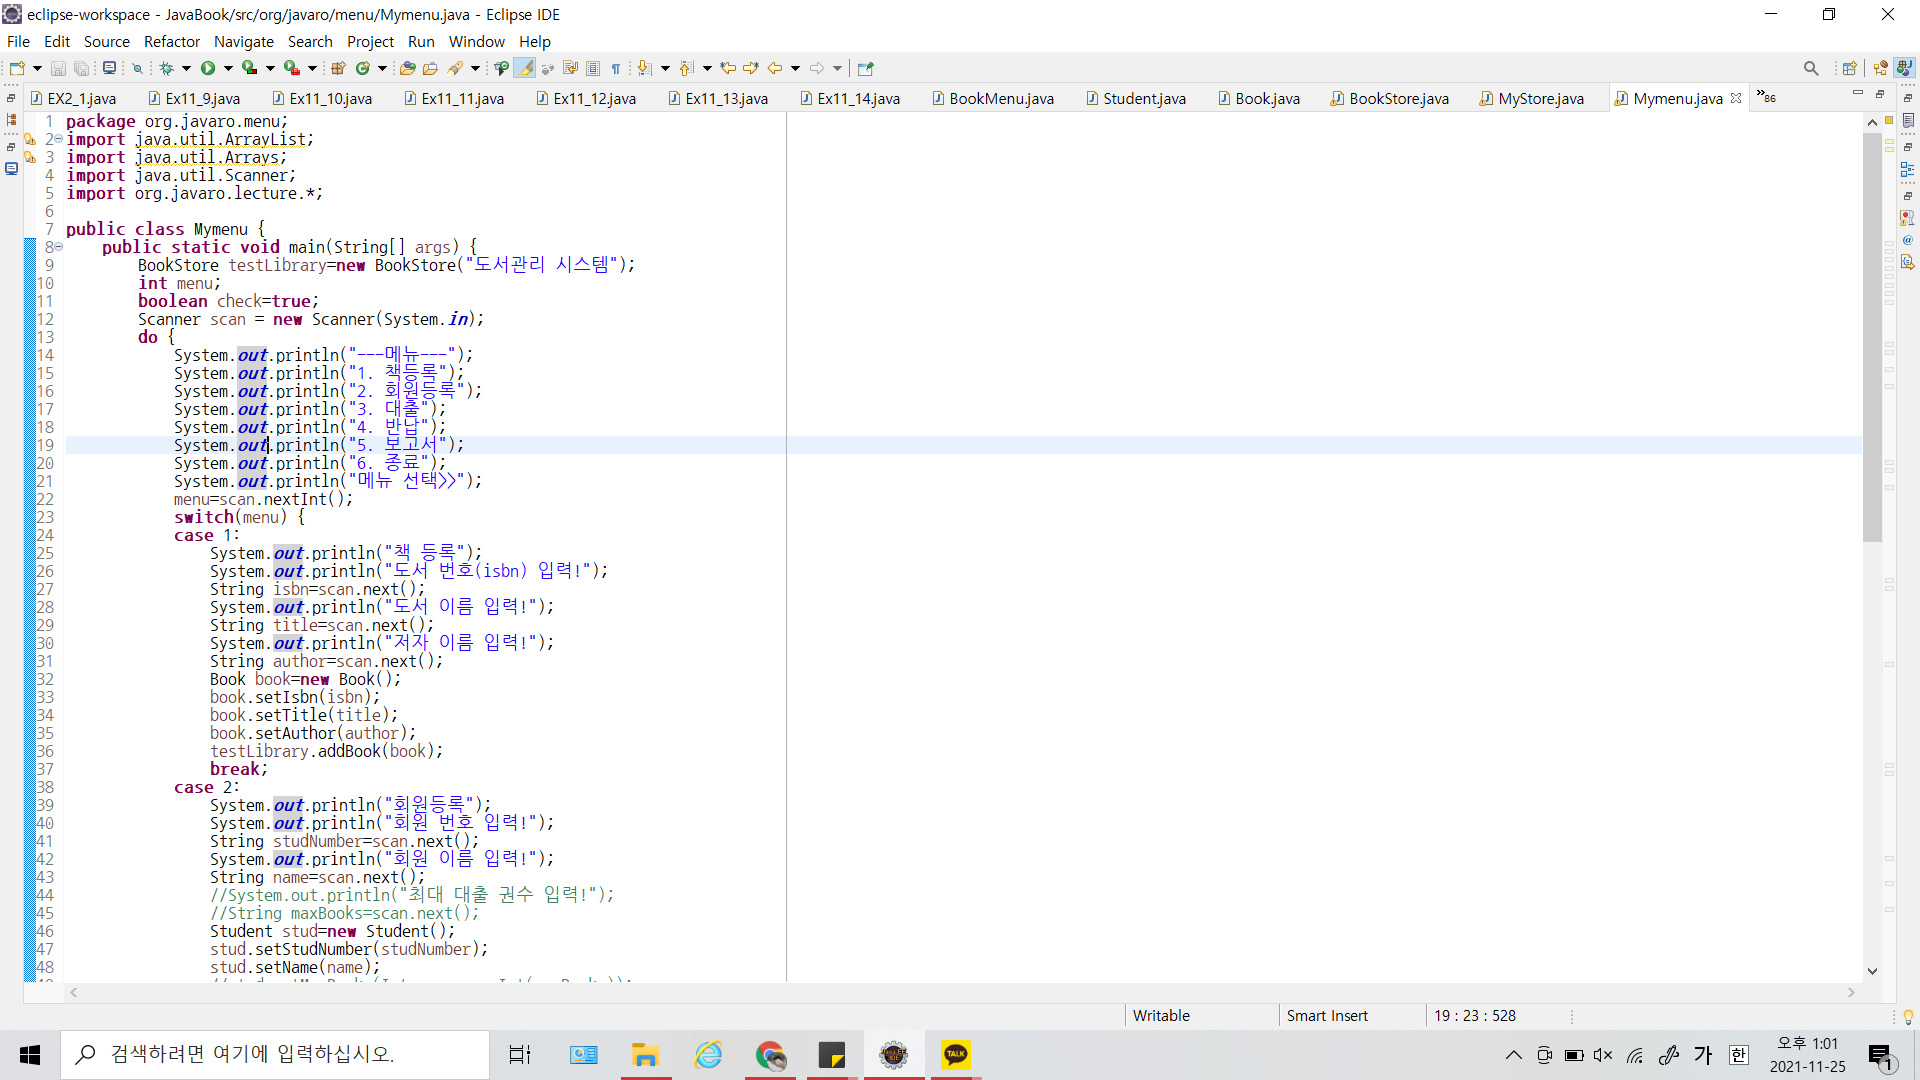 eclipse-workspace - JavaBook/src/org/javaro/menu/Mymenu.java - Eclipse IDE
File Edit Source Refactor Navigate Search Project Run Window Help
EX2_1.java Ex11_9.java Ex11_10.java Ex11_11.java Ex11_12.java Ex11_13.java Ex11_14.java BookMenu.java Student.java Book.java BookStore.java MyStore.java Mymenu.java »86
1 package org.javaro.menu;
2 import java.util.ArrayList;
3 import java.util.Arrays;
4 import java.util.Scanner;
5 import org.javaro.lecture.*;
6
7 public class Mymenu {
8 public static void main(String[] args) {
9 BookStore testLibrary=new BookStore("도서관리 시스템");
10 int menu;
11 boolean check=true;
12 Scanner scan = new Scanner(System.in);
13 do {
14 System.out.println("---메뉴---");
15 System.out.println("1. 책등록");
16 System.out.println("2. 회원등록");
17 System.out.println("3. 대출");
18 System.out.println("4. 반납");
19 System.out.println("5. 보고서");
20 System.out.println("6. 종료");
21 System.out.println("메뉴 선택>>");
22 menu=scan.nextInt();
23 switch(menu) {
24 case 1:
25 System.out.println("책 등록");
26 System.out.println("도서 번호(isbn) 입력!");
27 String isbn=scan.next();
28 System.out.println("도서 이름 입력!");
29 String title=scan.next();
30 System.out.println("저자 이름 입력!");
31 String author=scan.next();
32 Book book=new Book();
33 book.setIsbn(isbn);
34 book.setTitle(title);
35 book.setAuthor(author);
36 testLibrary.addBook(book);
37 break;
38 case 2:
39 System.out.println("회원등록");
40 System.out.println("회원 번호 입력!");
41 String studNumber=scan.next();
42 System.out.println("회원 이름 입력!");
43 String name=scan.next();
44 //System.out.println("최대 대출 권수 입력!");
45 //String maxBooks=scan.next();
46 Student stud=new Student();
47 stud.setStudNumber(studNumber);
48 stud.setName(name);
Writable Smart Insert 19 : 23 : 528
검색하려면 여기에 입력하십시오.
TALK
가 한
오후 1:01
2021-11-25
1